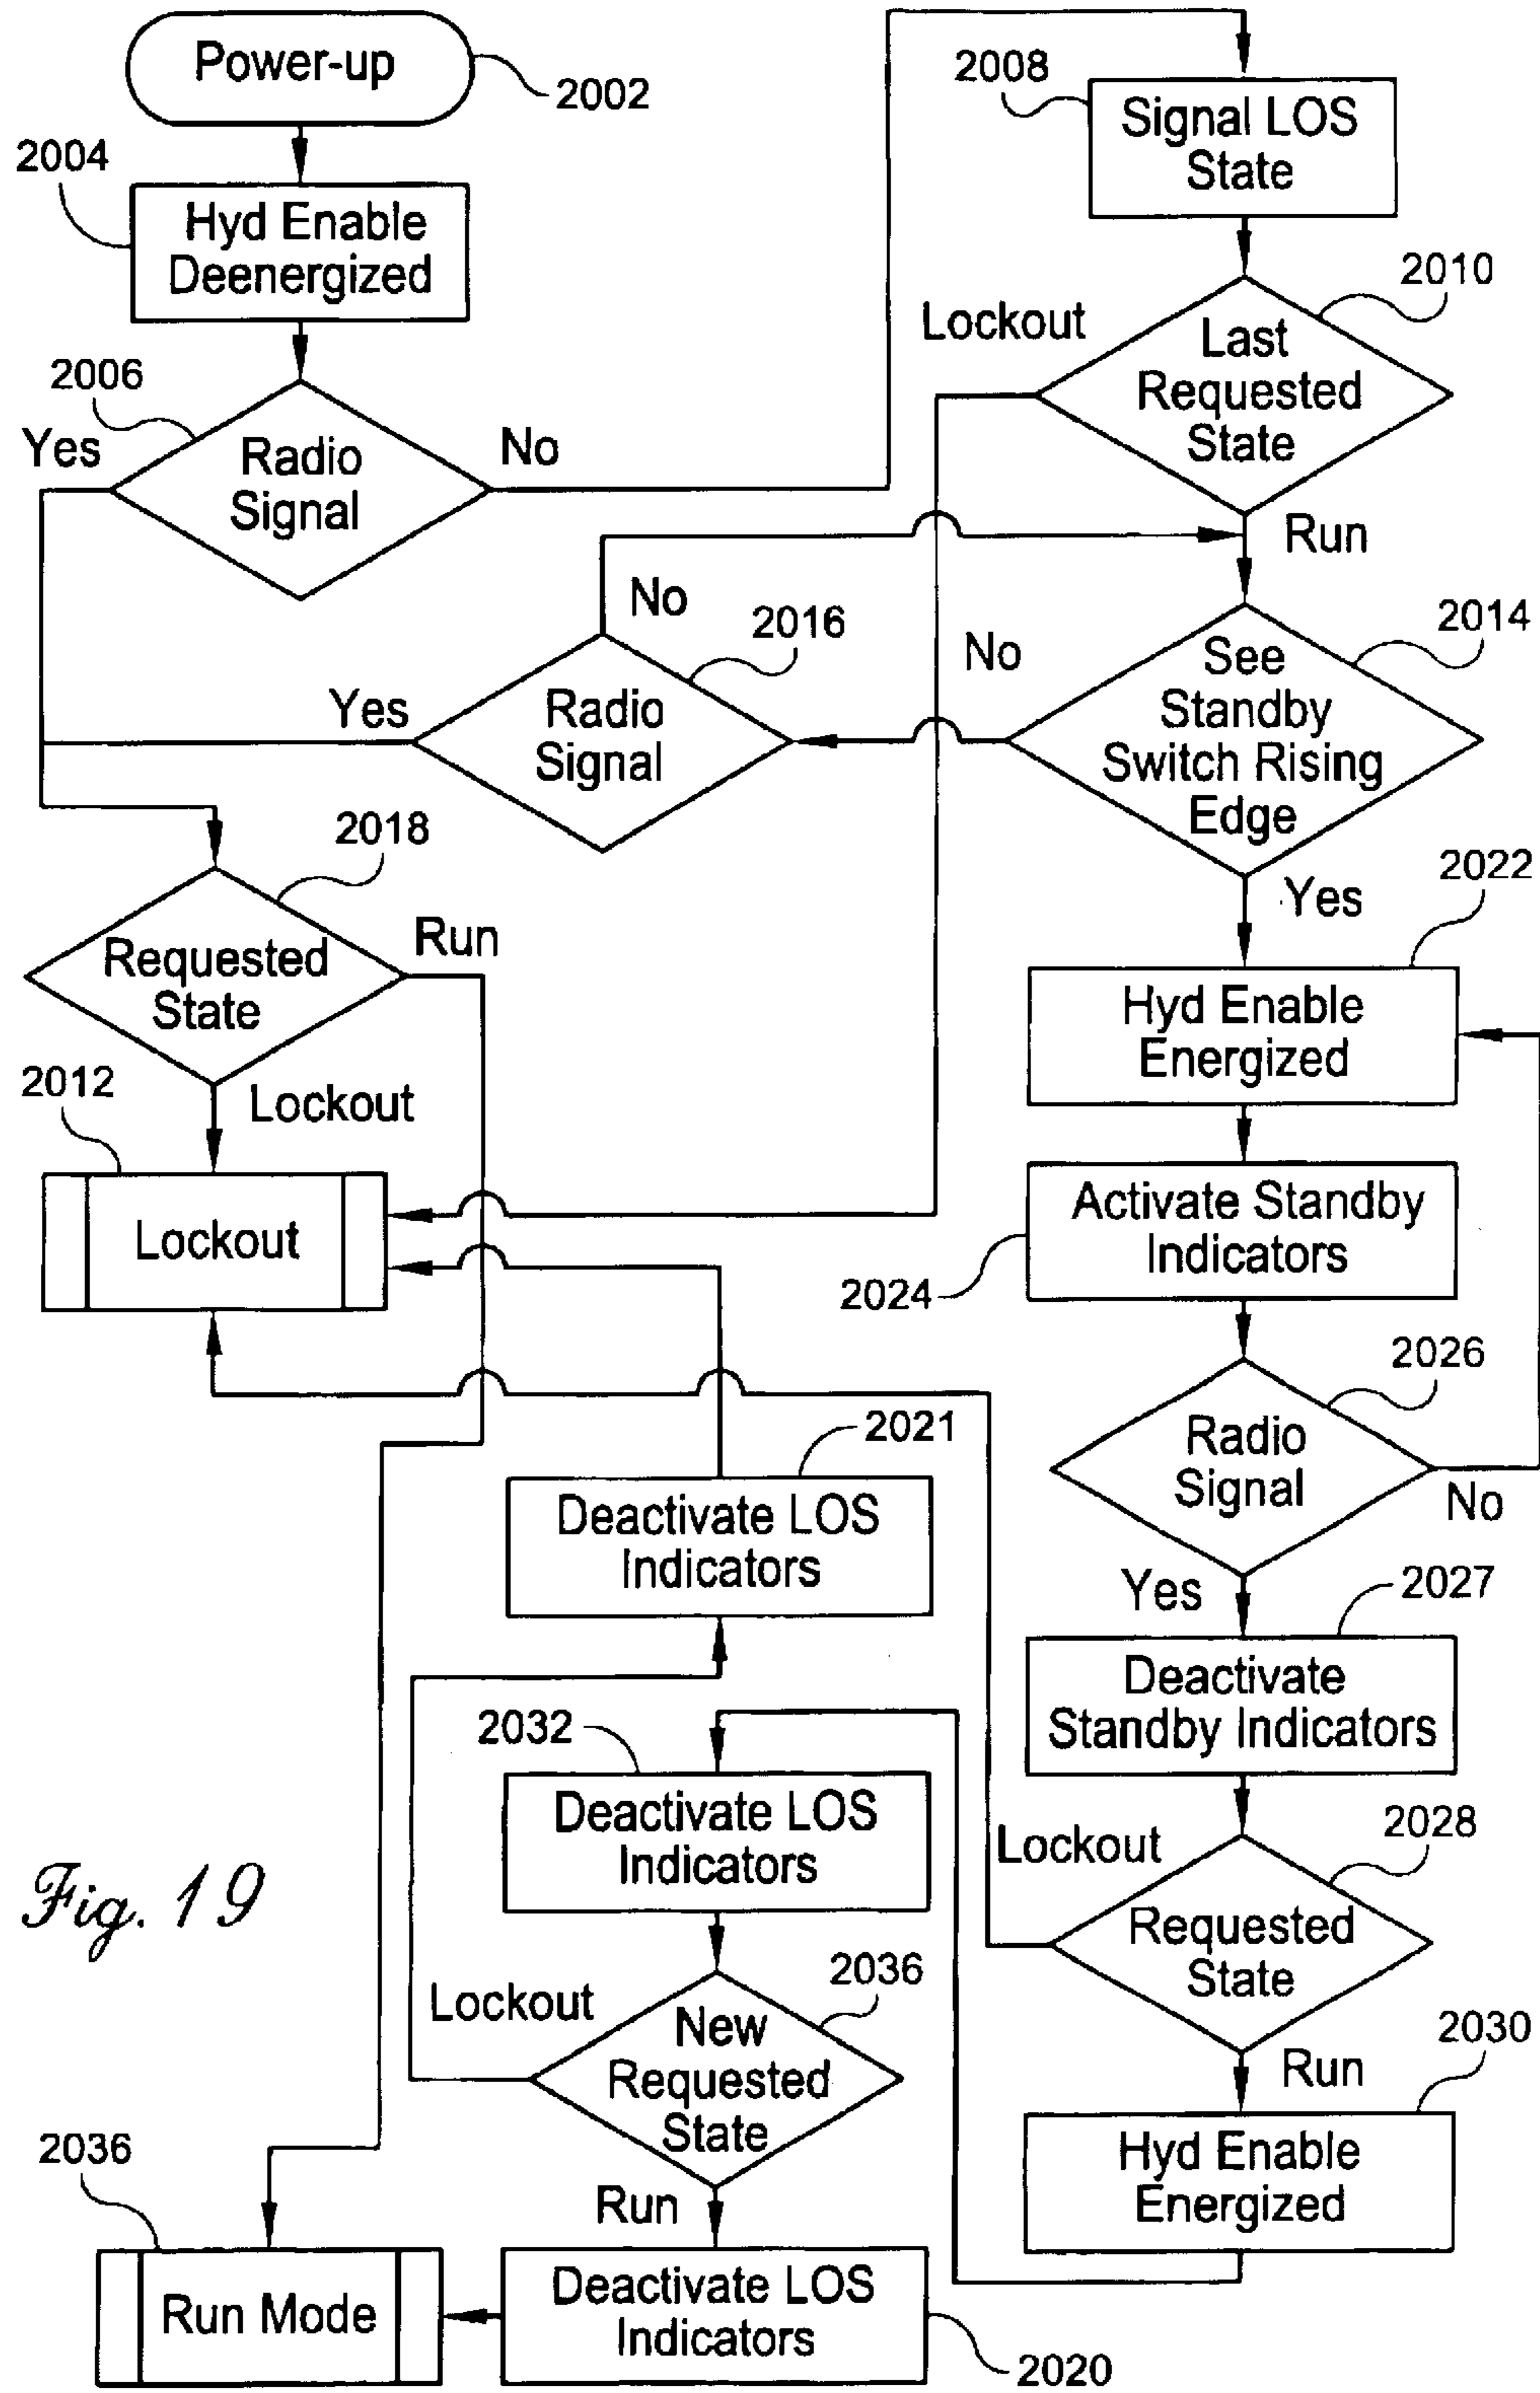 Power-up
2002
2004
Hyd Enable
Deenergized
2006
Yes
Radio
Signal
No
2008
Signal LOS
State
2010
Lockout
Last
Requested
State
Run
No
2016
Yes
Radio
Signal
No
2014
See
Standby
Switch Rising
Edge
Yes
2018
Requested
State
Run
Lockout
2012
Lockout
2022
Hyd Enable
Energized
Activate Standby
Indicators
2024
2026
Radio
Signal
No
Yes
2027
Deactivate
Standby Indicators
2021
Deactivate LOS
Indicators
2032
Deactivate LOS
Indicators
Lockout
2028
Requested
State
Run
2030
Hyd Enable
Energized
Fig. 19
Lockout
2036
New
Requested
State
Run
2036
Run Mode
Deactivate LOS
Indicators
2020